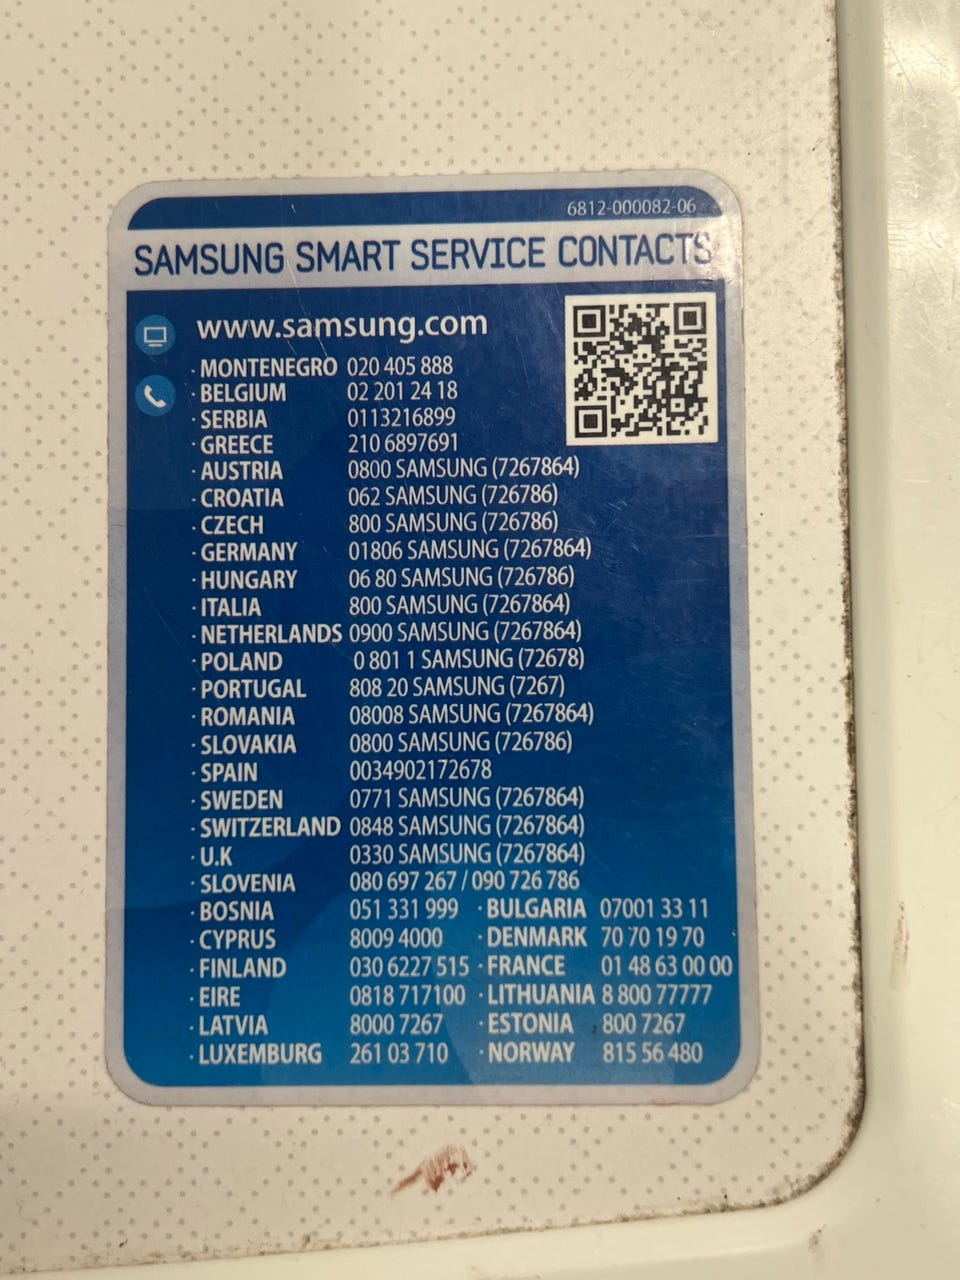 6812-000082-06
SAMSUNG SMART SERVICE CONTACTS
www.samsung.com
· MONTENEGRO 020 405 888
· BELGIUM 02 201 24 18
· SERBIA 0113216899
· GREECE 210 6897691
· AUSTRIA 0800 SAMSUNG (7267864)
· CROATIA 062 SAMSUNG (726786)
· CZECH 800 SAMSUNG (726786)
· GERMANY 01806 SAMSUNG (7267864)
· HUNGARY 06 80 SAMSUNG (726786)
· ITALIA 800 SAMSUNG (7267864)
· NETHERLANDS 0900 SAMSUNG (7267864)
· POLAND 0 801 1 SAMSUNG (72678)
· PORTUGAL 808 20 SAMSUNG (7267)
· ROMANIA 08008 SAMSUNG (7267864)
· SLOVAKIA 0800 SAMSUNG (726786)
· SPAIN 0034902172678
· SWEDEN 0771 SAMSUNG (7267864)
· SWITZERLAND 0848 SAMSUNG (7267864)
· U.K 0330 SAMSUNG (7267864)
· SLOVENIA 080 697 267 / 090 726 786
· BOSNIA 051 331 999 · BULGARIA 07001 33 11
· CYPRUS 8009 4000 · DENMARK 70 70 19 70
· FINLAND 030 6227 515 · FRANCE 01 48 63 00 00
· EIRE 0818 717100 · LITHUANIA 8 800 77777
· LATVIA 8000 7267 · ESTONIA 800 7267
· LUXEMBURG 261 03 710 · NORWAY 815 56 480